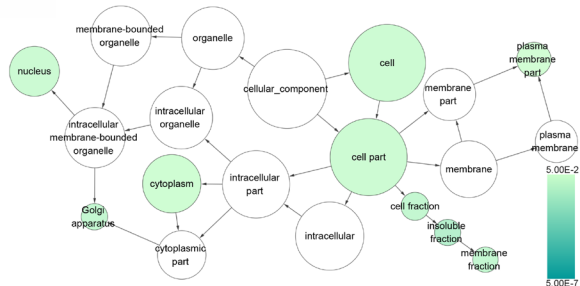 membrane-bounded
organelle
organelle
nucleus
cell
plasma
membrane
part
cellular_component
membrane
part
intracellular
organelle
intracellular
membrane-bounded
organelle
plasma
membrane
cell part
membrane
5.00E-2
cytoplasm
intracellular
part
Golgi
apparatus
cell fraction
insoluble
fraction
intracellular
cytoplasmic
part
membrane
fraction
5.00E-7